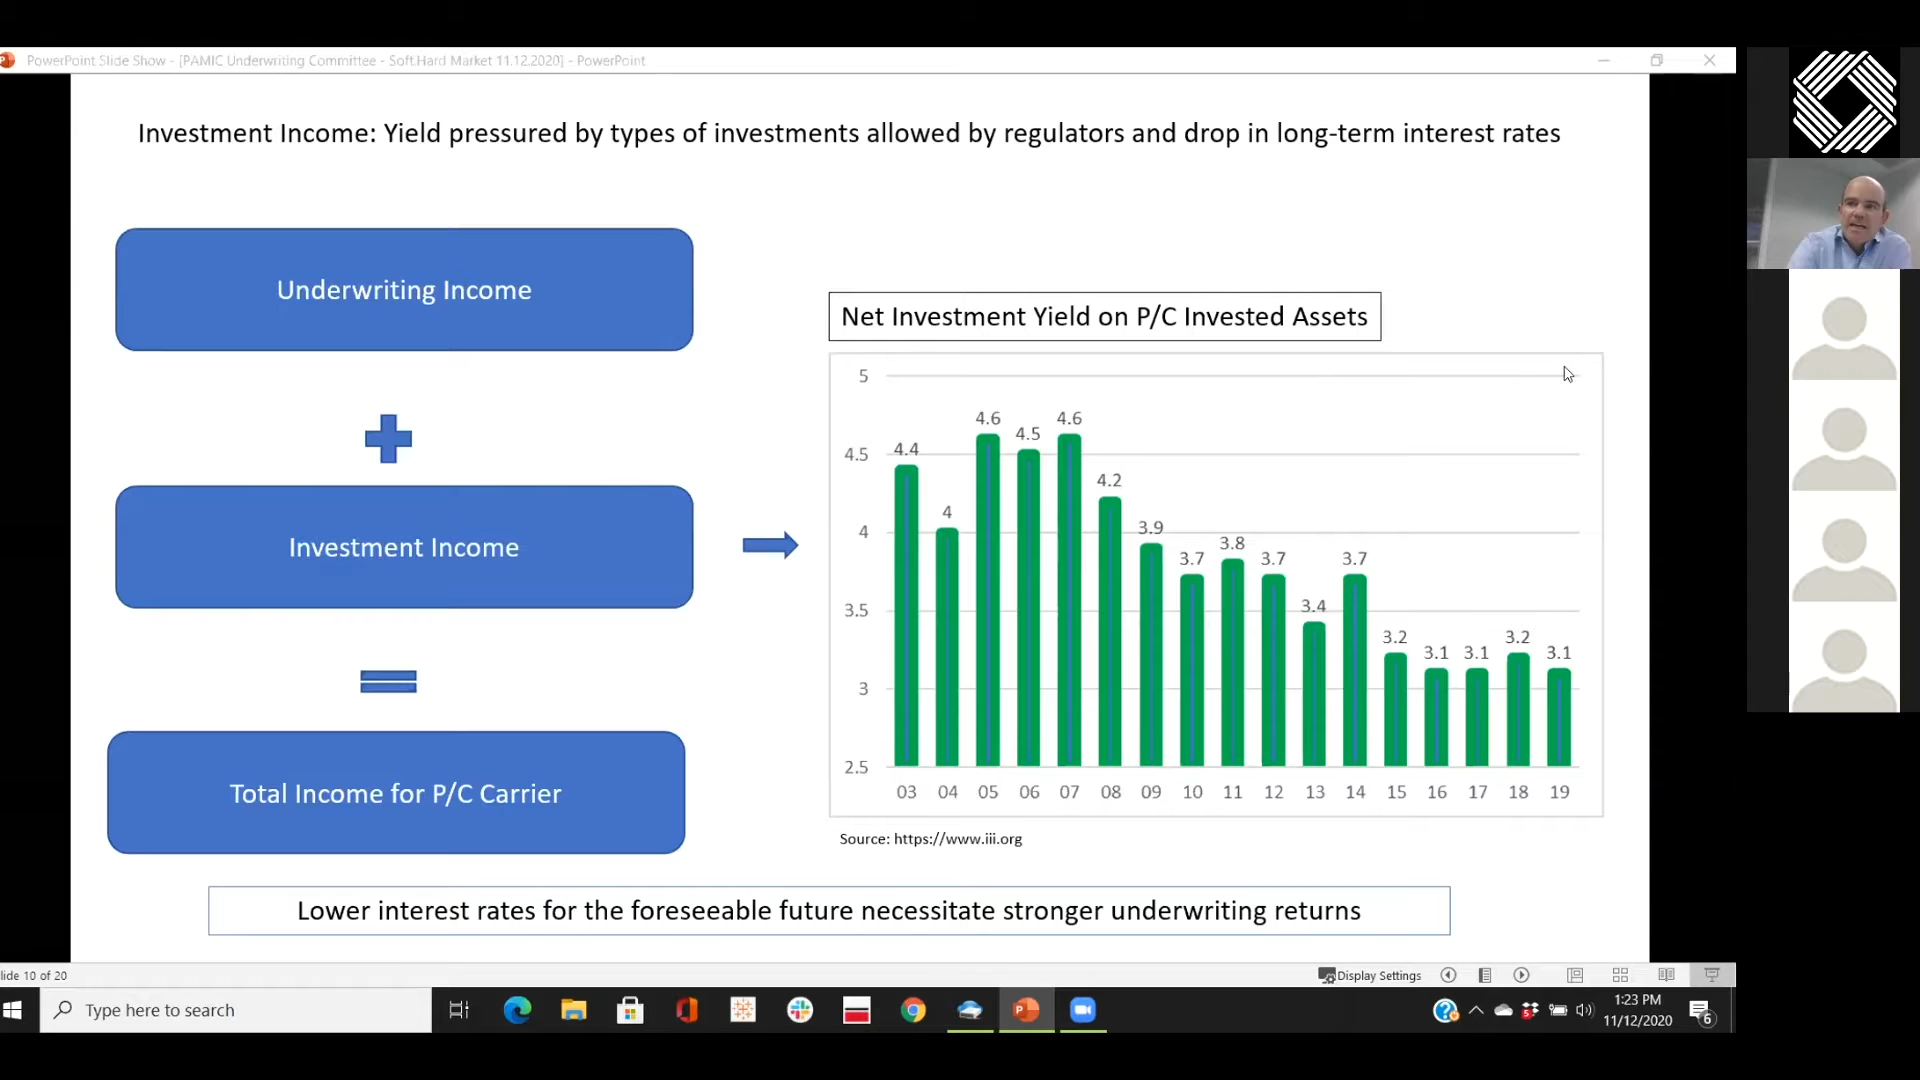 PowerPoint Slide Show - [PAMIC Underwriting Committee - Soft.Hard Market 11.12.2020] - PowerPoint
Investment Income: Yield pressured by types of investments allowed by regulators and drop in long-term interest rates
Underwriting Income
Investment Income
Total Income for P/C Carrier
Net Investment Yield on P/C Invested Assets
5
4.5
4
3.5
3
2.5
4.4
4
4.6
4.5
4.6
4.2
3.9
3.7
3.8
3.7
3.4
3.7
3.2
3.1
3.1
3.2
3.1
03 04 05 06 07 08 09 10 11 12 13 14 15 16 17 18 19
Source: https://www.iii.org
Lower interest rates for the foreseeable future necessitate stronger underwriting returns
lide 10 of 20
Display Settings
Type here to search
1:23 PM
11/12/2020
6